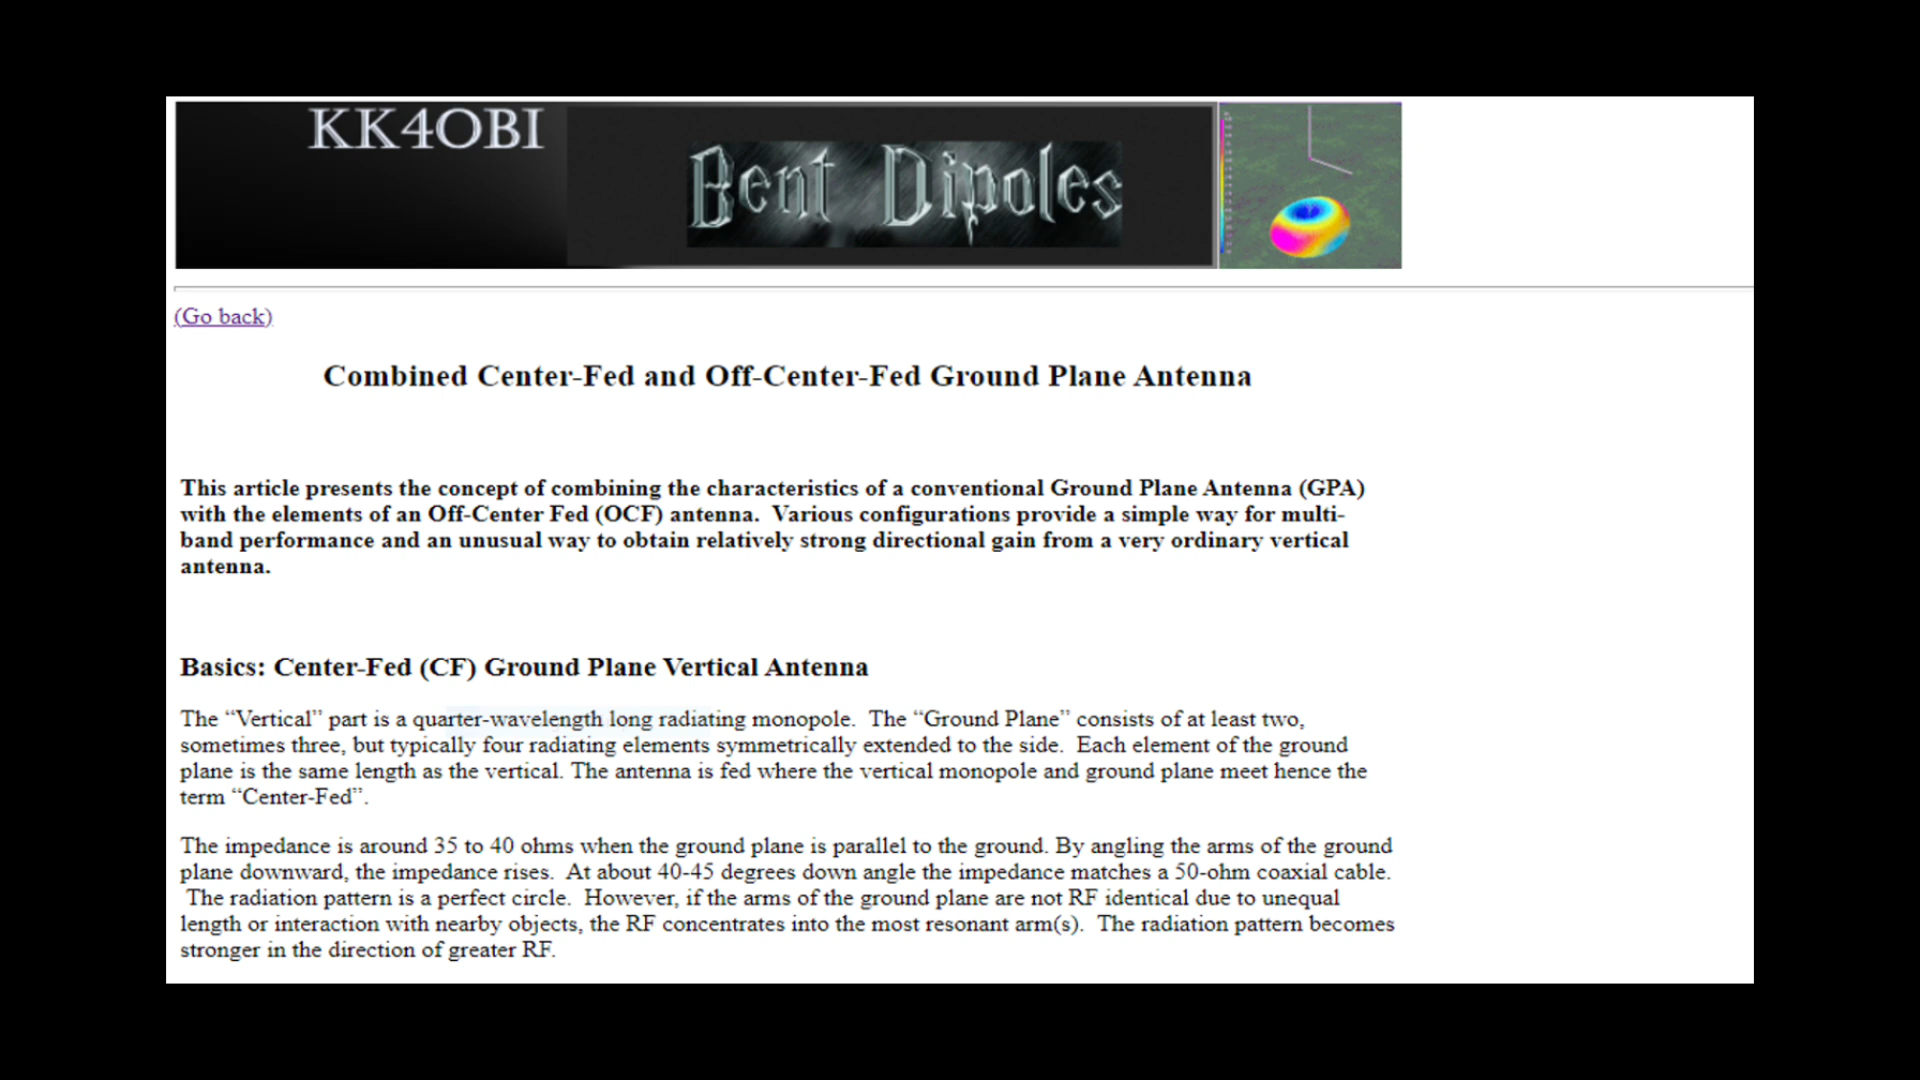 KK4OBI
Bent Dipoles
(Go back)
Combined Center-Fed and Off-Center-Fed Ground Plane Antenna
This article presents the concept of combining the characteristics of a conventional Ground Plane Antenna (GPA)
with the elements of an Off-Center Fed (OCF) antenna.  Various configurations provide a simple way for multi-
band performance and an unusual way to obtain relatively strong directional gain from a very ordinary vertical
antenna.
Basics: Center-Fed (CF) Ground Plane Vertical Antenna
The “Vertical” part is a quarter-wavelength long radiating monopole.  The “Ground Plane” consists of at least two,
sometimes three, but typically four radiating elements symmetrically extended to the side.  Each element of the ground
plane is the same length as the vertical. The antenna is fed where the vertical monopole and ground plane meet hence the
term “Center-Fed”.
The impedance is around 35 to 40 ohms when the ground plane is parallel to the ground. By angling the arms of the ground
plane downward, the impedance rises.  At about 40-45 degrees down angle the impedance matches a 50-ohm coaxial cable.
The radiation pattern is a perfect circle.  However, if the arms of the ground plane are not RF identical due to unequal
length or interaction with nearby objects, the RF concentrates into the most resonant arm(s).  The radiation pattern becomes
stronger in the direction of greater RF.